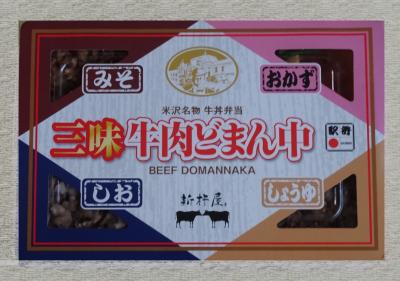 みそ
おかず
米沢名物 牛丼弁当
三味牛肉どまん中
BEEF DOMANNAKA
駅弁
しお
しょうゆ
新杵屋